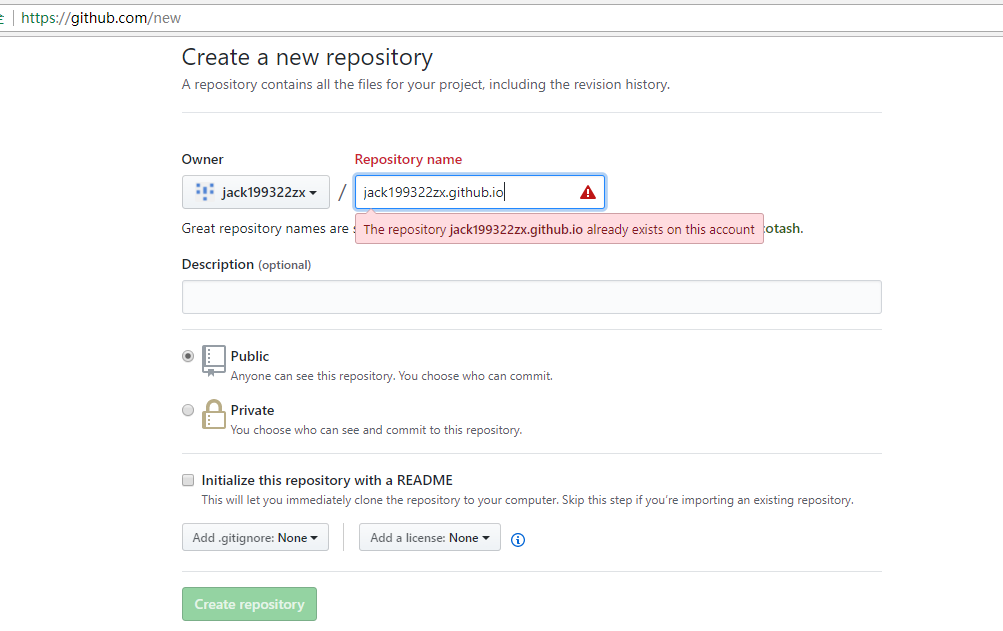 https://github.com/new
Create a new repository
A repository contains all the files for your project, including the revision history.
Owner
Repository name
jack199322zx / jack199322zx.github.io
Great repository names are
The repository jack199322zx.github.io already exists on this account
otash.
Description (optional)
Public
Anyone can see this repository. You choose who can commit.
Private
You choose who can see and commit to this repository.
Initialize this repository with a README
This will let you immediately clone the repository to your computer. Skip this step if you're importing an existing repository.
Add .gitignore: None
Add a license: None
Create repository